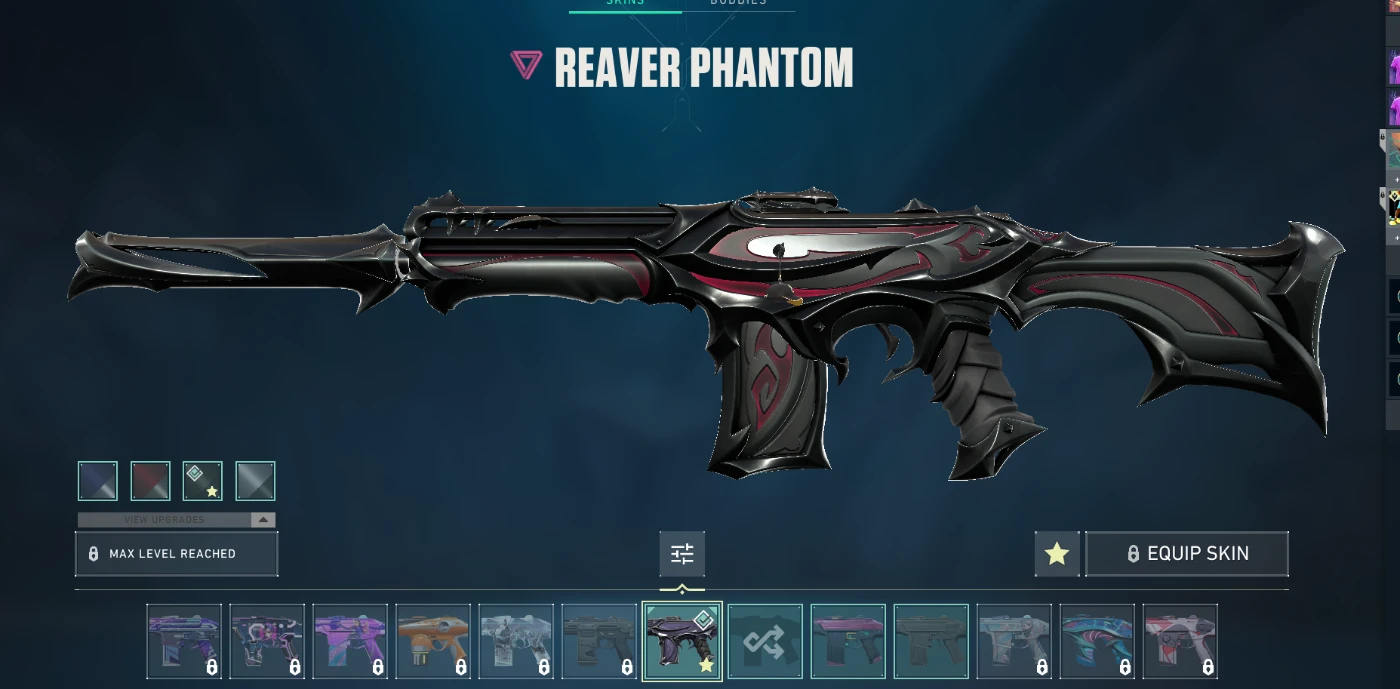 SKINS BUDDIES
REAVER PHANTOM
VIEW UPGRADES
MAX LEVEL REACHED
EQUIP SKIN